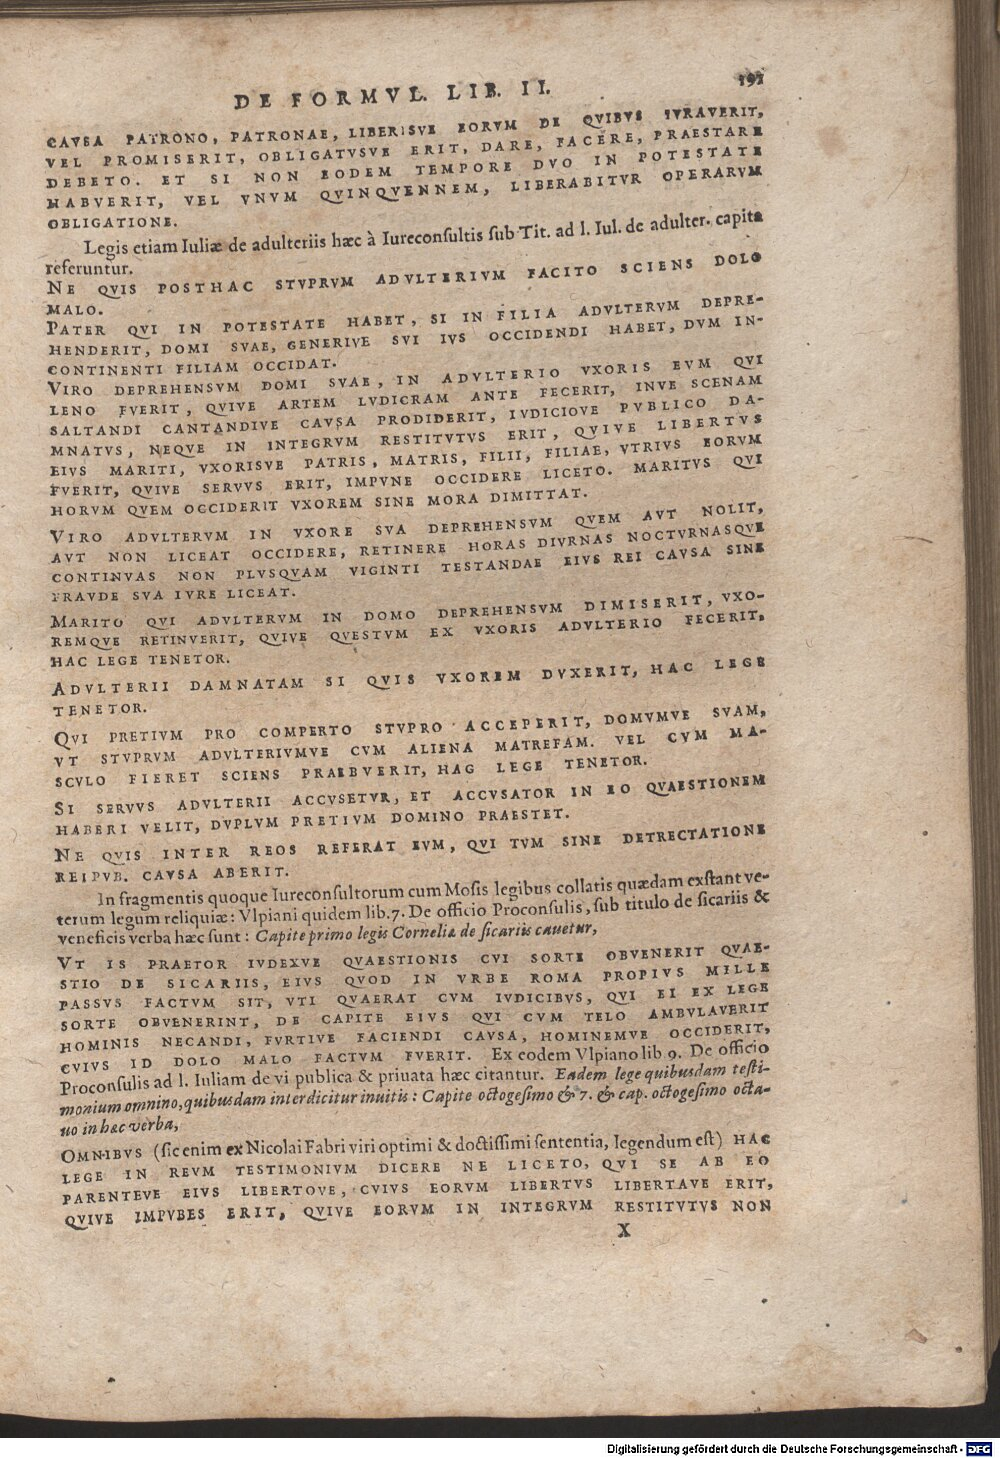 DE FORMVL. LIB. II. 191
CAVSA PATRONO, PATRONAE, LIBERISVE EORVM DE QVIBVS IVRAVERIT,
VEL PROMISERIT, OBLIGATVSVE ERIT, DARE, FACERE, PRAESTARE
DEBETO. ET SI NON EODEM TEMPORE DVO IN POTESTATE
HABVERIT, VEL VNVM QVINQVENNEM, LIBERABITVR OPERARVM
OBLIGATIONE.
Legis etiam Iuliæ de adulteriis hæc à Iureconſultis ſub Tit. ad l. Iul. de adulter. capita
referuntur.
NE QVIS POSTHAC STVPRVM ADVLTERIVM FACITO SCIENS DOLO
MALO.
PATER QVI IN POTESTATE HABET, SI IN FILIA ADVLTERVM DEPRE-
HENDERIT, DOMI SVAE, GENERIVE SVI IVS OCCIDENDI HABET, DVM IN-
CONTINENTI FILIAM OCCIDAT.
VIRO DEPREHENSVM DOMI SVAE, IN ADVLTERIO VXORIS EVM QVI
LENO FVERIT, QVIVE ARTEM LVDICRAM ANTE FECERIT, INVE SCENAM
SALTANDI CANTANDIVE CAVSA PRODIDERIT, IVDICIOVE PVBLICO DA-
MNATVS, NEQVE IN INTEGRVM RESTITVTVS ERIT, QVIVE LIBERTVS
EIVS MARITI, VXORISVE PATRIS, MATRIS, FILII, FILIAE, VTRIVS EORVM
FVERIT, QVIVE SERVVS ERIT, IMPVNE OCCIDERE LICETO. MARITVS QVI
HORVM QVEM OCCIDERIT VXOREM SINE MORA DIMITTAT.
VIRO ADVLTERVM IN VXORE SVA DEPREHENSVM QVEM AVT NOLIT,
AVT NON LICEAT OCCIDERE, RETINERE HORAS DIVRNAS NOCTVRNASQVE
CONTINVAS NON PLVSQVAM VIGINTI TESTANDAE EIVS REI CAVSA SINE
FRAVDE SVA IVRE LICEAT.
MARITO QVI ADVLTERVM IN DOMO DEPREHENSVM DIMISERIT, VXO-
REMQVE RETINVERIT, QVIVE QVESTVM EX VXORIS ADVLTERIO FECERIT,
HAC LEGE TENETOR.
ADVLTERII DAMNATAM SI QVIS VXOREM DVXERIT, HAC LEGE
TENETOR.
QVI PRETIVM PRO COMPERTO STVPRO ACCEPERIT, DOMVMVE SVAM,
VT STVPRVM ADVLTERIVMVE CVM ALIENA MATREFAM. VEL CVM MA-
SCVLO FIERET SCIENS PRAEBVERIT, HAG LEGE TENETOR.
SI SERVVS ADVLTERII ACCVSETVR, ET ACCVSATOR IN EO QVAESTIONEM
HABERI VELIT, DVPLVM PRETIVM DOMINO PRAESTET.
NE QVIS INTER REOS REFERAT EVM, QVI TVM SINE DETRECTATIONE
REIPVB. CAVSA ABERIT.
In fragmentis quoque Iureconſultorum cum Moſis legibus collatis quædam exſtant ve-
terum legum reliquiæ: Vlpiani quidem lib. 7. De officio Proconſulis, ſub titulo de ſicariis &
veneficis verba hæc ſunt: Capite primo legis Corneliæ de ſicariis cauetur,
VT IS PRAETOR IVDEXVE QVAESTIONIS CVI SORTE OBVENERIT QVAE-
STIO DE SICARIIS, EIVS QVOD IN VRBE ROMA PROPIVS MILLE
PASSVS FACTVM SIT, VTI QVAERAT CVM IVDICIBVS, QVI EI EX LEGE
SORTE OBVENERINT, DE CAPITE EIVS QVI CVM TELO AMBVLAVERIT
HOMINIS NECANDI, FVRTIVE FACIENDI CAVSA, HOMINEMVE OCCIDERIT,
CVIVS ID DOLO MALO FACTVM FVERIT. Ex eodem Vlpiano lib 9. De officio
Proconſulis ad l. Iuliam de vi publica & priuata hæc citantur. Eadem lege quibuſdam teſti-
monium omnino, quibuſdam interdicitur inuitis: Capite octogeſimo & 7. & cap. octogeſimo octa-
uo in hæc verba,
OMNIBVS (ſic enim ex Nicolai Fabri viri optimi & doctiſſimi ſententia, legendum eſt) HAC
LEGE IN REVM TESTIMONIVM DICERE NE LICETO, QVI SE AB EO
PARENTEVE EIVS LIBERTOVE, CVIVS EORVM LIBERTVS LIBERTAVE ERIT,
QVIVE IMPVBES ERIT, QVIVE EORVM IN INTEGRVM RESTITVTVS NON
X
Digitalisierung gefördert durch die Deutsche Forschungsgemeinschaft - DFG